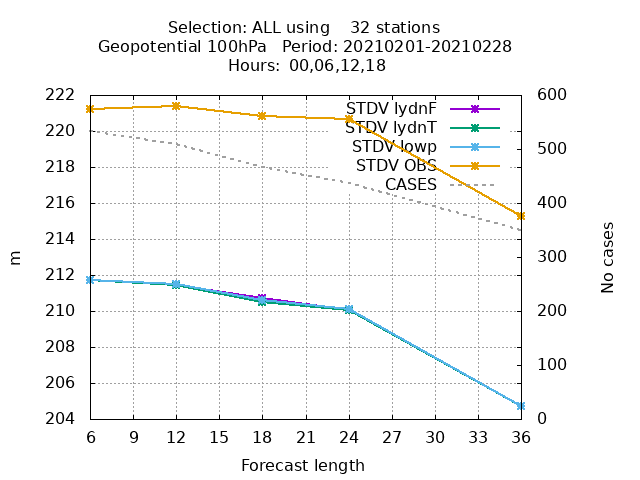 Selection: ALL using    32 stations
Geopotential 100hPa   Period: 20210201-20210228
Hours:  00,06,12,18
STDV lydnF
STDV lydnT
STDV lowp
STDV OBS
CASES
222
220
218
216
214
212
210
208
206
204
m
600
500
400
300
200
100
0
No cases
6 9 12 15 18 21 24 27 30 33 36
Forecast length